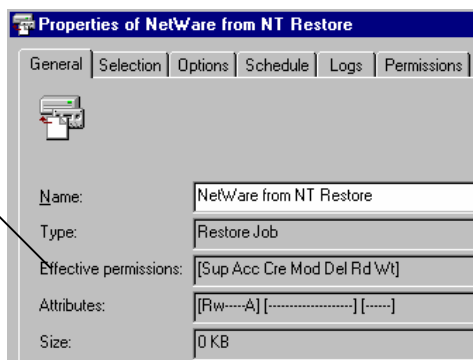 Properties of NetWare from NT Restore
General Selection Options Schedule Logs Permissions
Name: NetWare from NT Restore
Type: Restore Job
Effective permissions: [Sup Acc Cre Mod Del Rd Wt]
Attributes: [Rw-----A] [--------------------] [------]
Size: 0 KB